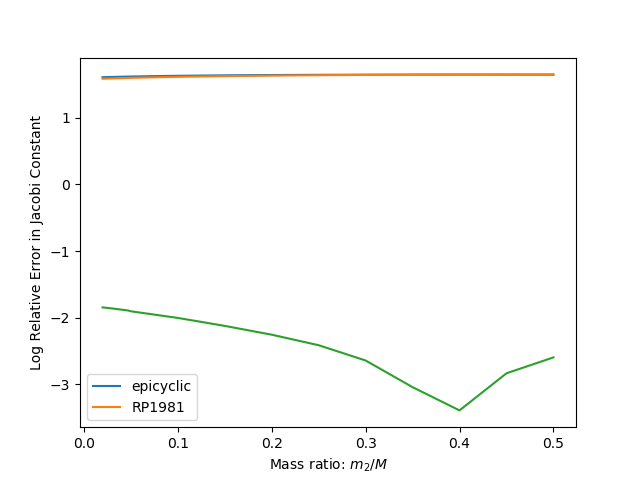 Log Relative Error in Jacobi Constant
1
0
−1
−2
−3
epicyclic
RP1981
0.0 0.1 0.2 0.3 0.4 0.5
Mass ratio: m₂/M